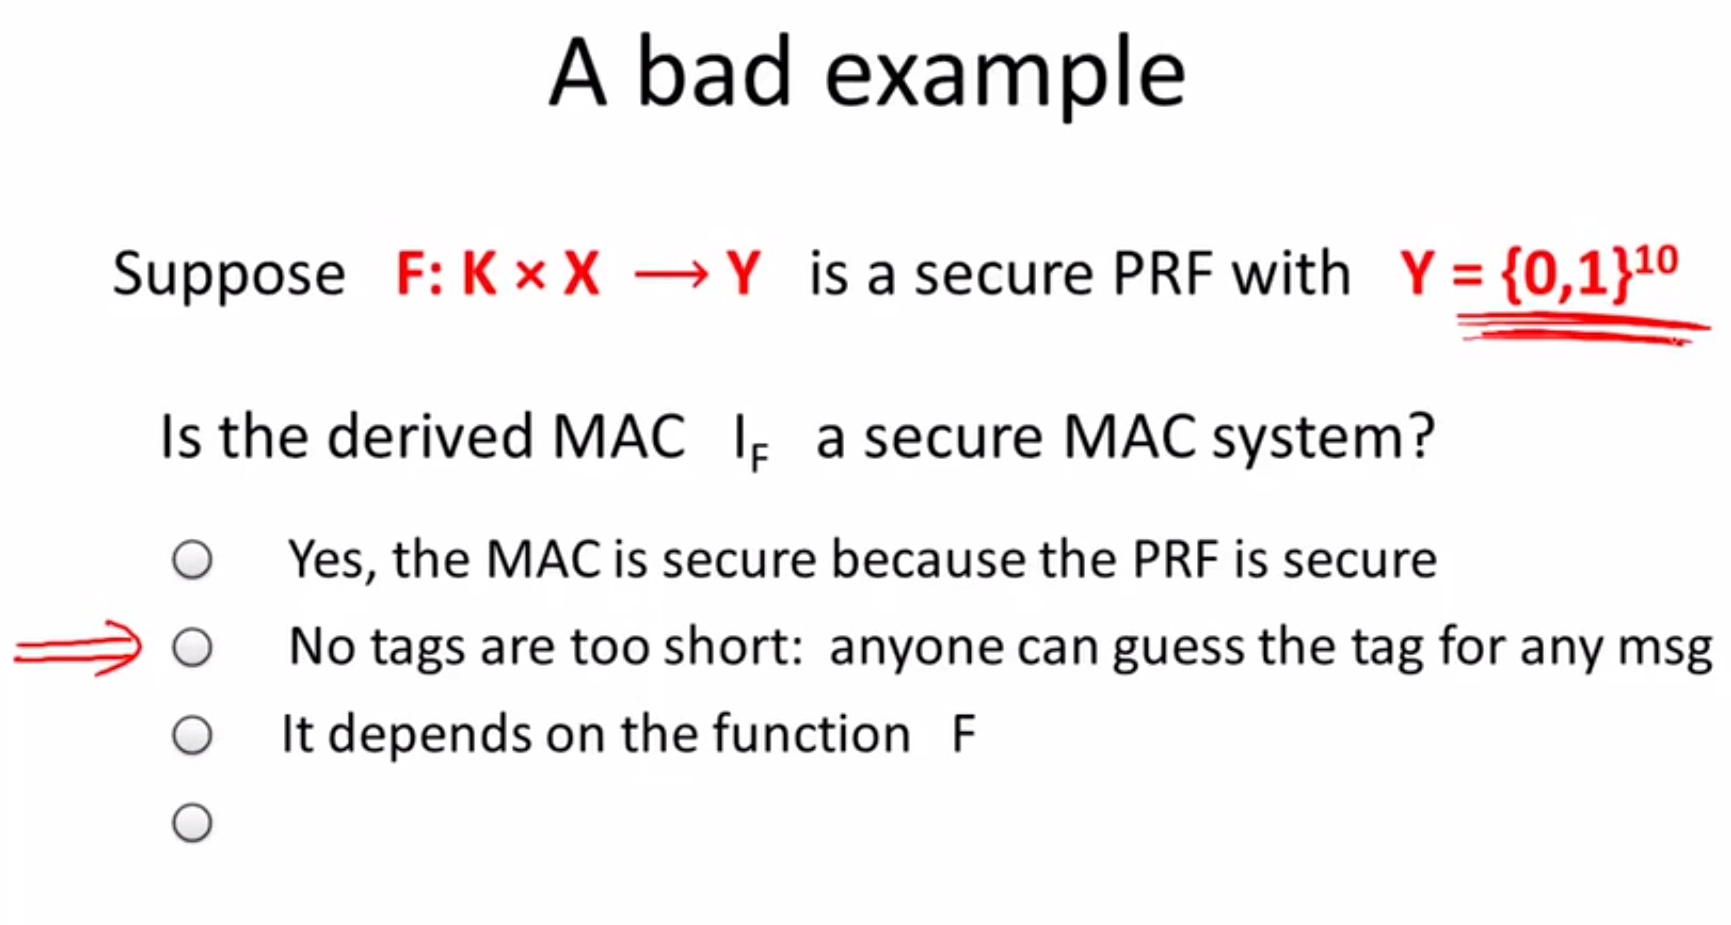 A bad example
Suppose F: K × X ⟶ Y is a secure PRF with Y = {0,1}¹⁰
Is the derived MAC I_F a secure MAC system?
Yes, the MAC is secure because the PRF is secure
No tags are too short: anyone can guess the tag for any msg
It depends on the function F